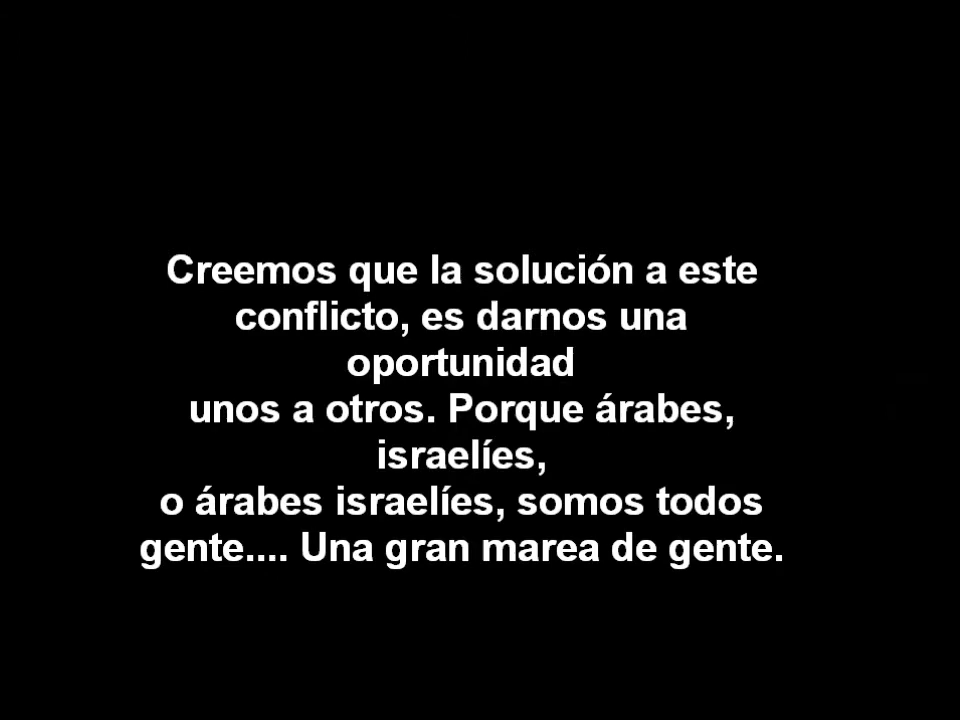 Creemos que la solución a este
conflicto, es darnos una
oportunidad
unos a otros. Porque árabes,
israelíes,
o árabes israelíes, somos todos
gente.... Una gran marea de gente.